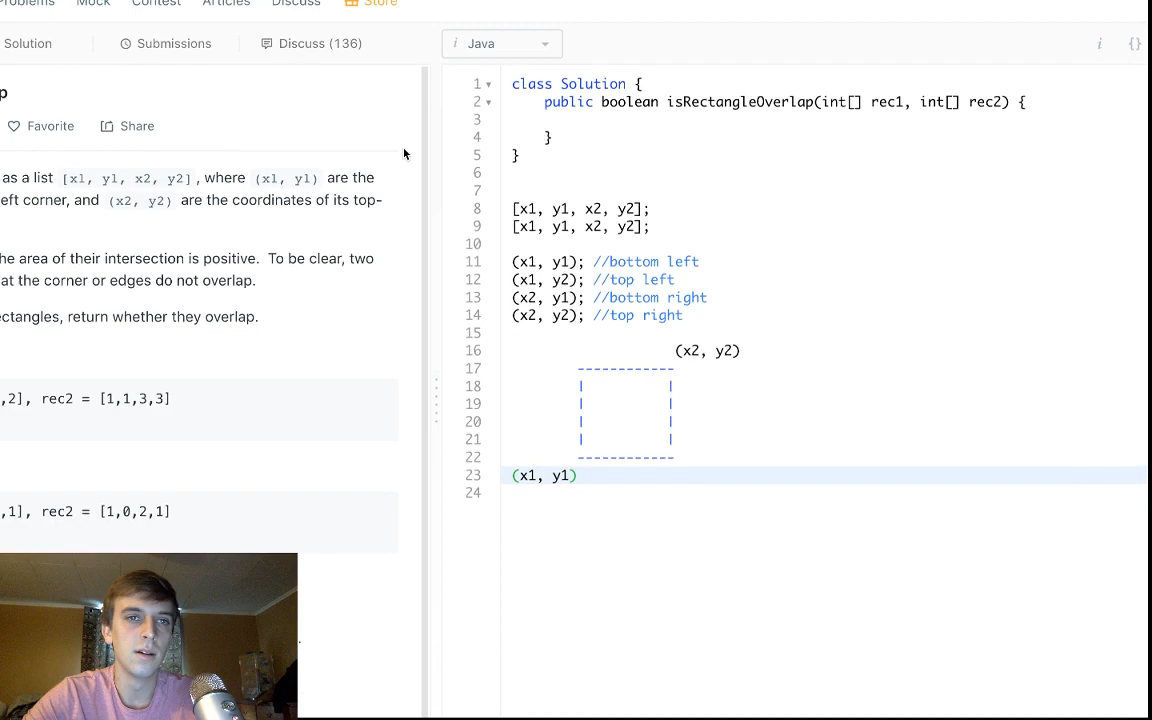 Problems Mock Contest Articles Discuss Store
Solution Submissions Discuss (136)
i Java
i {}
p
Favorite Share
as a list [x1, y1, x2, y2], where (x1, y1) are the
eft corner, and (x2, y2) are the coordinates of its top-
he area of their intersection is positive. To be clear, two
at the corner or edges do not overlap.
ectangles, return whether they overlap.
,2], rec2 = [1,1,3,3]
,1], rec2 = [1,0,2,1]
1 class Solution {
2 public boolean isRectangleOverlap(int[] rec1, int[] rec2) {
3
4 }
5 }
6
7
8 [x1, y1, x2, y2];
9 [x1, y1, x2, y2];
10
11 (x1, y1); //bottom left
12 (x1, y2); //top left
13 (x2, y1); //bottom right
14 (x2, y2); //top right
15
16 (x2, y2)
17 ------------
18 | |
19 | |
20 | |
21 | |
22 ------------
23 (x1, y1)
24